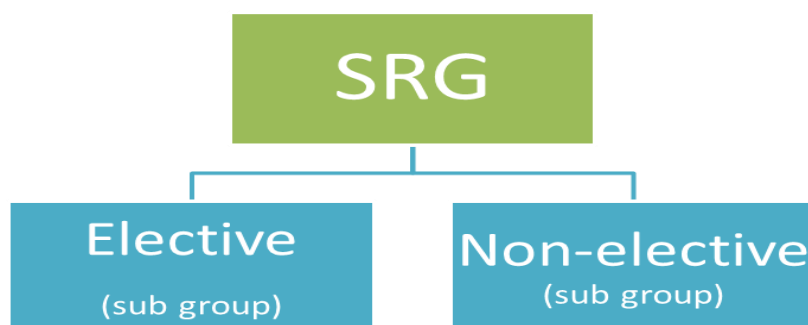 SRG
Elective
(sub group)
Non-elective
(sub group)